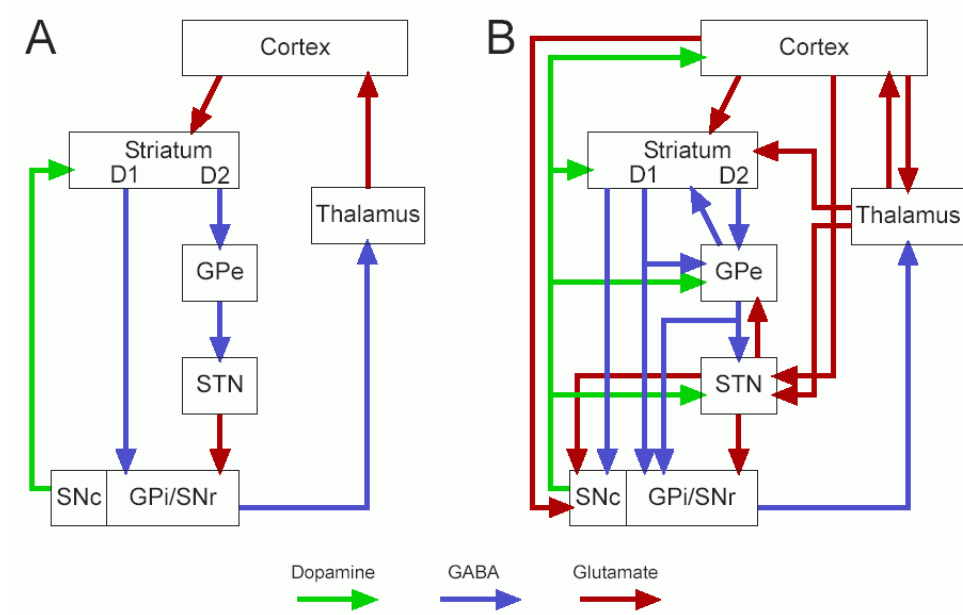 A
Cortex
Striatum
D1 D2
Thalamus
GPe
STN
SNc GPi/SNr
B
Cortex
Striatum
D1 D2
Thalamus
GPe
STN
SNc GPi/SNr
Dopamine GABA Glutamate